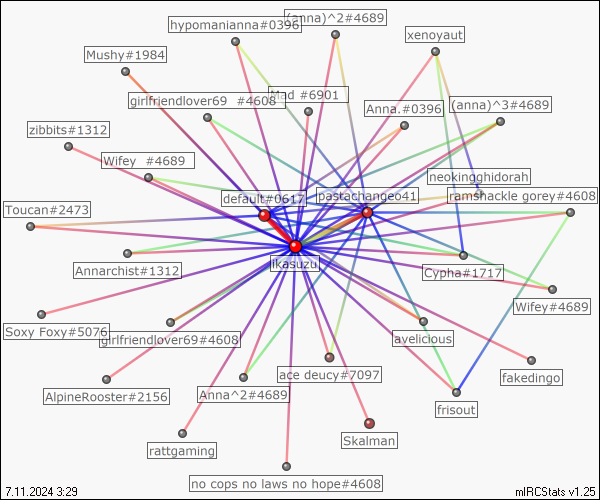 (anna)^2#4689
hypomanianna#0396
xenoyaut
Mushy#1984
girlfriendlover69 #4608
Mad #6901
Anna.#0396
(anna)^3#4689
zibbits#1312
Wifey #4689
neokingghidorah
default#0617
pastachange041
ramshackle gorey#4608
Toucan#2473
likasuzu
Annarchist#1312
Cypha#1717
Wifey#4689
Soxy Foxy#5076
girlfriendlover69#4608
avelicious
ace deucy#7097
fakedingo
AlpineRooster#2156
Anna^2#4689
frisout
rattgaming
Skalman
no cops no laws no hope#4608
7.11.2024 3:29
mIRCStats v1.25